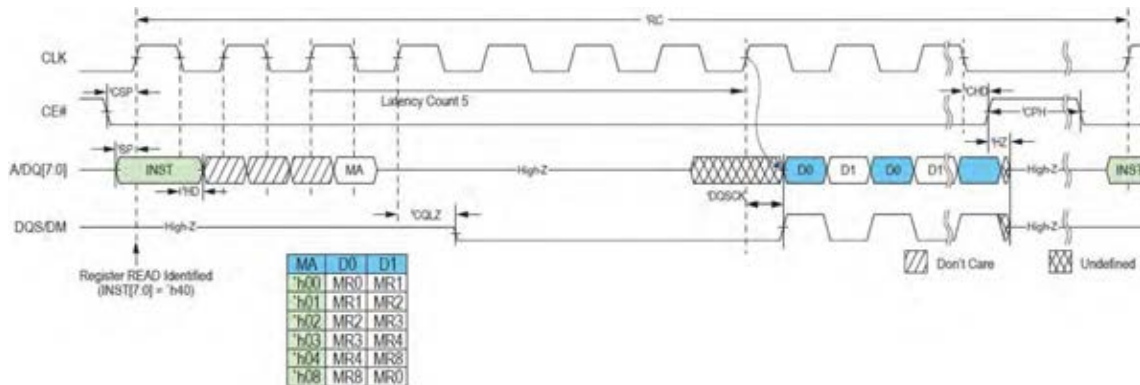 tRC
CLK
tCSP
Latency Count 5
tCHD
tCPH
CE#
tSP
tHZ
A/DQ[7:0]
INST
MA
High-Z
D0
D1
D0
D1
High-Z
INST
tHD
tDQSCK
tCQLZ
DQS/DM
High-Z
High-Z
Register READ Identified
(INST[7:0] = `h40)
Don't Care
Undefined
MA D0 D1
`h00 MR0 MR1
`h01 MR1 MR2
`h02 MR2 MR3
`h03 MR3 MR4
`h04 MR4 MR8
`h08 MR8 MR0